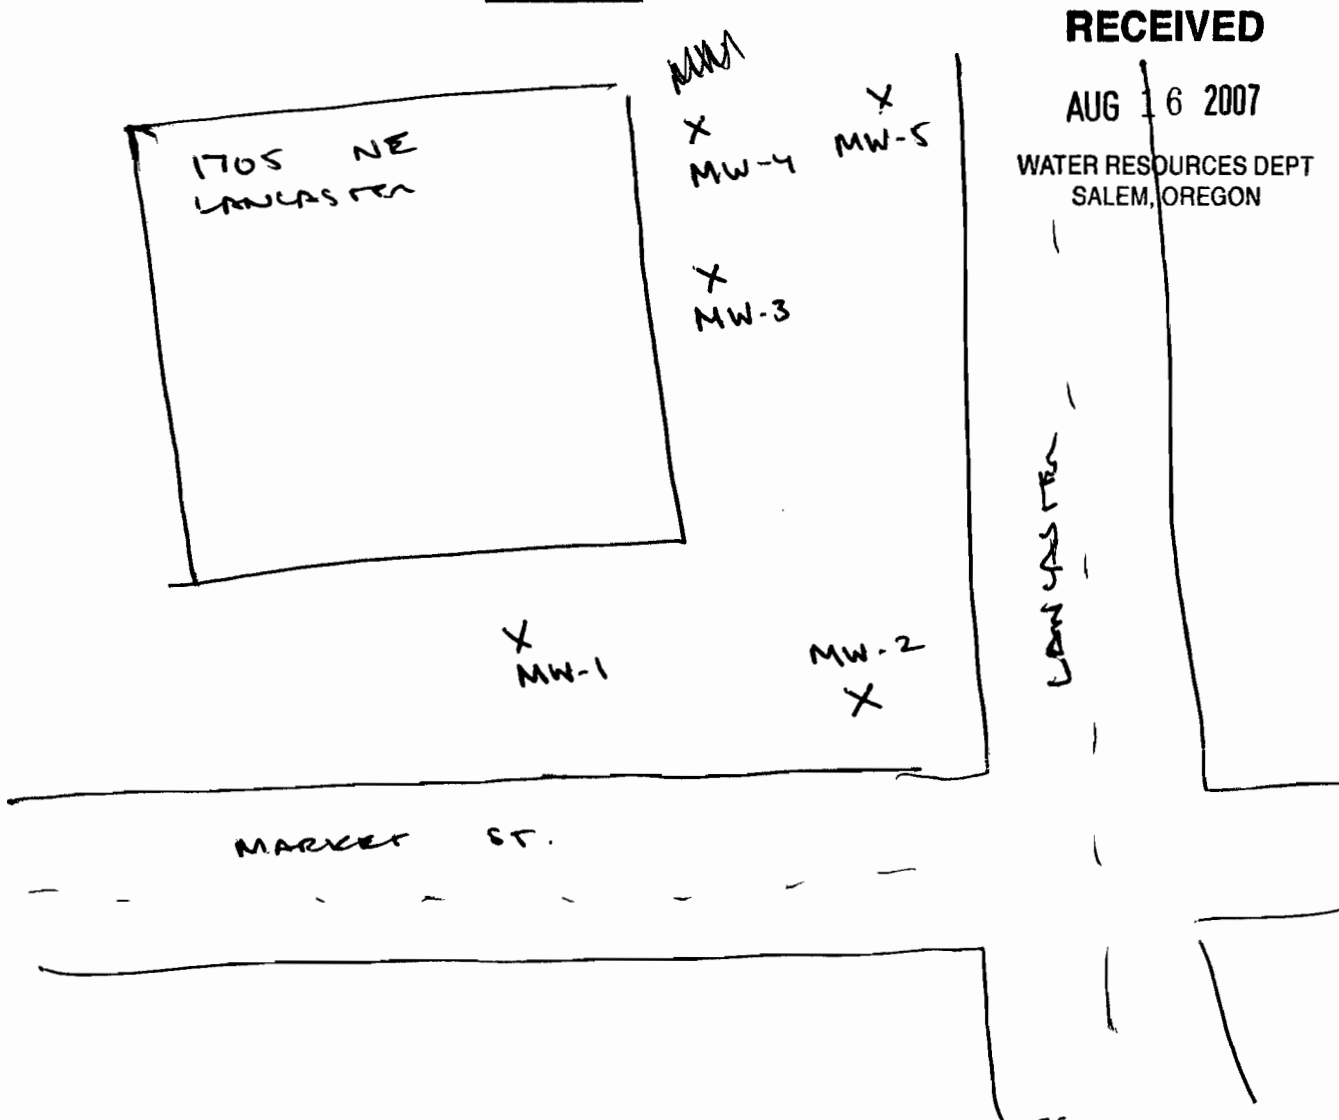 RECEIVED
AUG 16 2007
WATER RESOURCES DEPT
SALEM, OREGON
1705 NE
LANCASTER
X
MW-4
X
MW-5
X
MW-3
LANCASTER
X
MW-1
MW-2
X
MARKET ST.